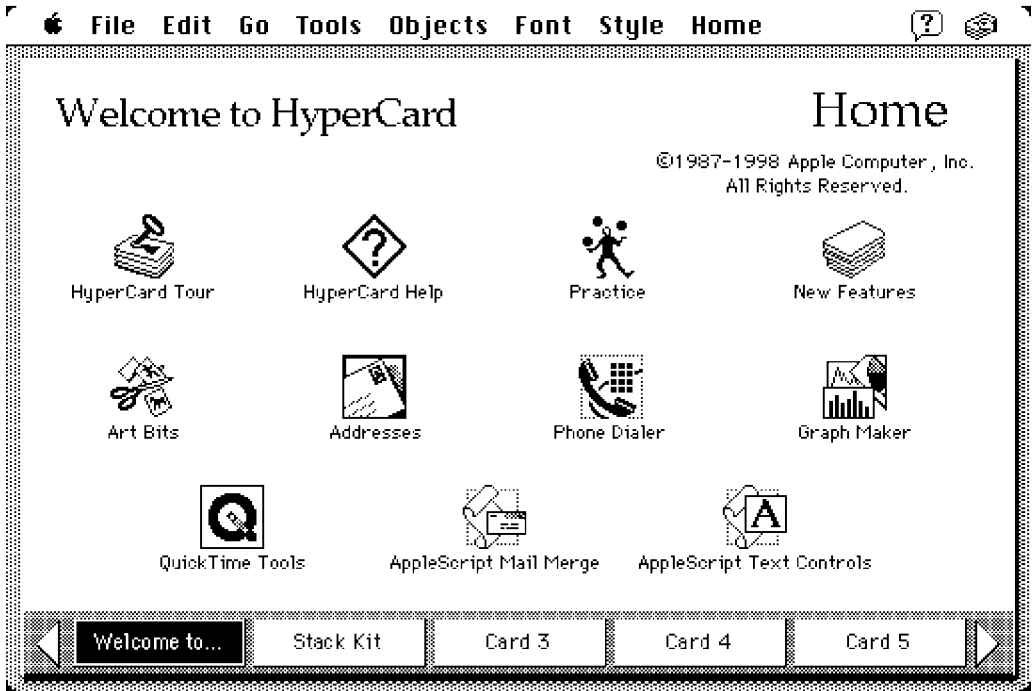 File Edit Go Tools Objects Font Style Home
Welcome to HyperCard
Home
©1987-1998 Apple Computer, Inc.
All Rights Reserved.
HyperCard Tour
HyperCard Help
Practice
New Features
Art Bits
Addresses
Phone Dialer
Graph Maker
QuickTime Tools
AppleScript Mail Merge
AppleScript Text Controls
Welcome to...
Stack Kit
Card 3
Card 4
Card 5